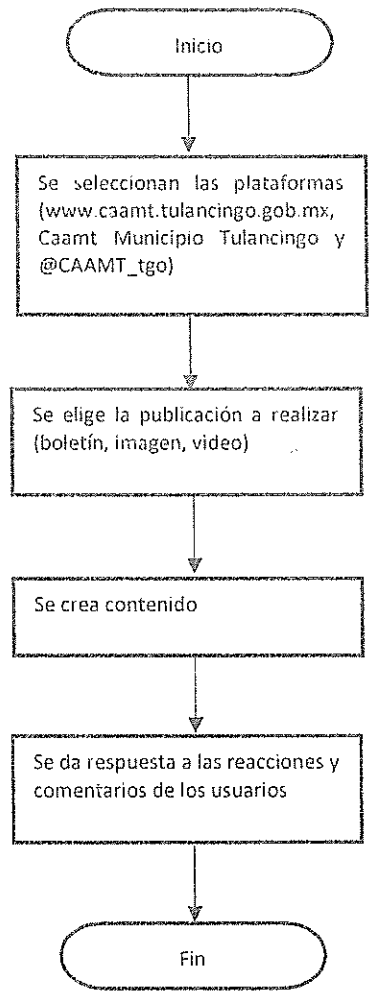 Inicio
Se seleccionan las plataformas
(www.caamt.tulancingo.gob.mx,
Caamt Municipio Tulancingo y
@CAAMT_tgo)
Se elige la publicación a realizar
(boletín, imagen, video)
Se crea contenido
Se da respuesta a las reacciones y
comentarios de los usuarios
Fin